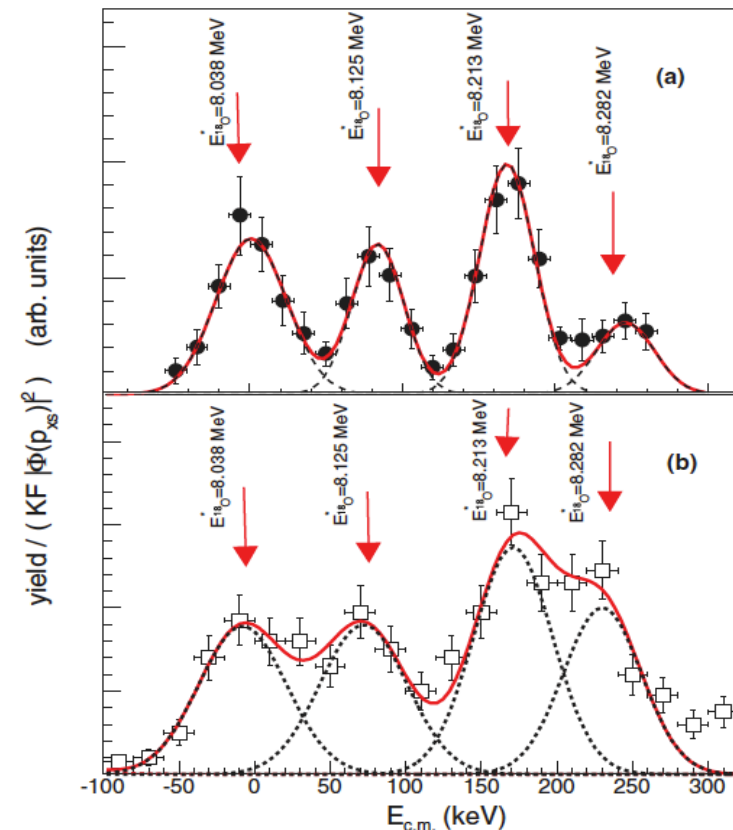 E*18O=8.038 MeV
E*18O=8.125 MeV
E*18O=8.213 MeV
E*18O=8.282 MeV
(a)
yield / ( KF |Φ(pxs)|² ) (arb. units)
E*18O=8.038 MeV
E*18O=8.125 MeV
E*18O=8.213 MeV
E*18O=8.282 MeV
(b)
-100 -50 0 50 100 150 200 250 300
Ec.m. (keV)